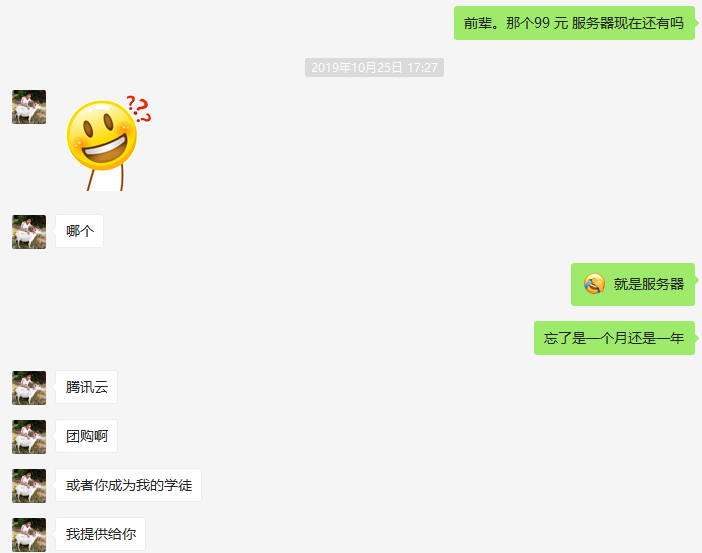 前辈。那个99 元 服务器现在还有吗
2019年10月25日 17:27
???
哪个
就是服务器
忘了是一个月还是一年
腾讯云
团购啊
或者你成为我的学徒
我提供给你